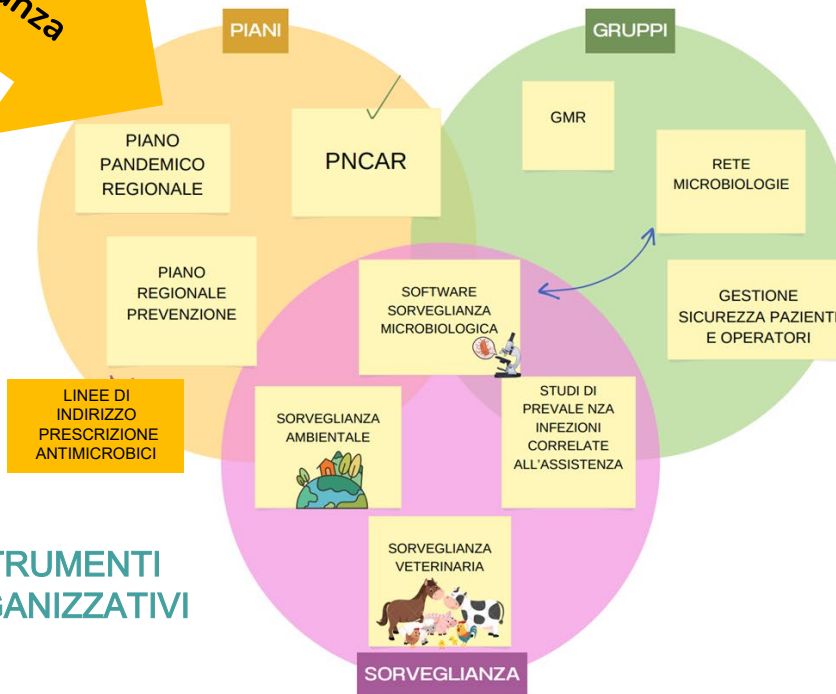 PIANI
GRUPPI
PIANO
PANDEMICO
REGIONALE
PNCAR
GMR
RETE
MICROBIOLOGIE
PIANO
REGIONALE
PREVENZIONE
SOFTWARE
SORVEGLIANZA
MICROBIOLOGICA
GESTIONE
SICUREZZA PAZIENTI
E OPERATORI
LINEE DI
INDIRIZZO
PRESCRIZIONE
ANTIMICROBICI
SORVEGLIANZA
AMBIENTALE
STUDI DI
PREVALE NZA
INFEZIONI
CORRELATE
ALL'ASSISTENZA
SORVEGLIANZA
VETERINARIA
TRUMENTI
GANIZZATIVI
SORVEGLIANZA